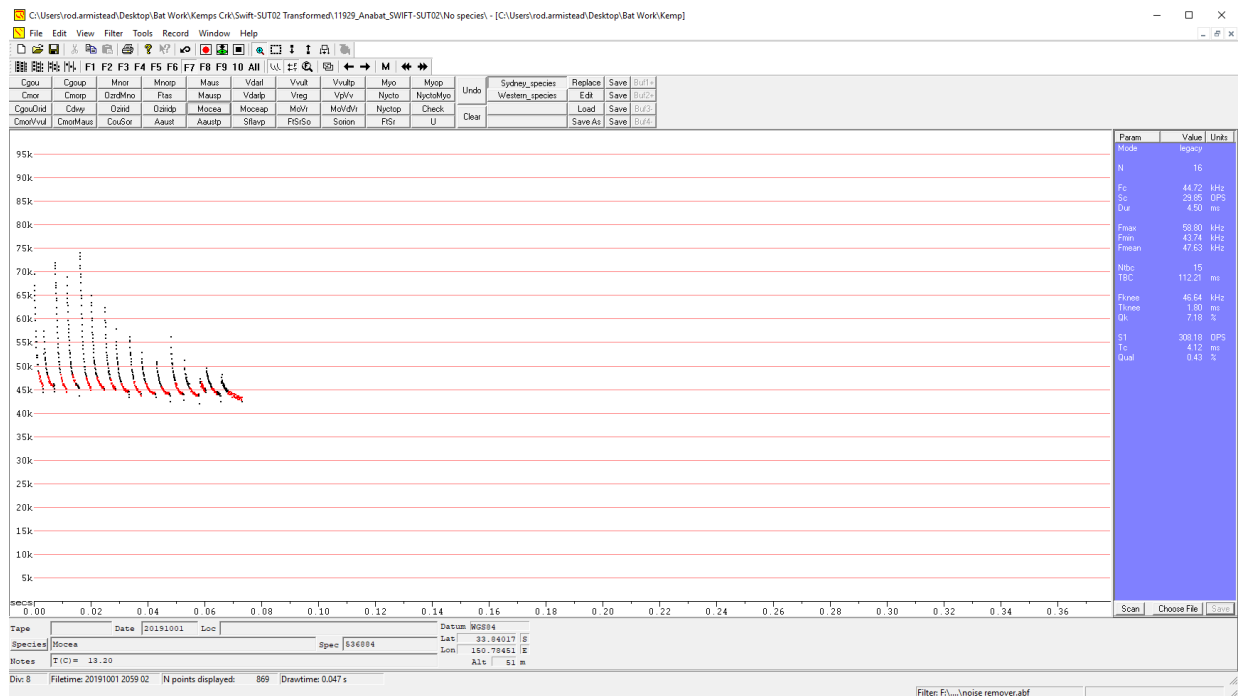 C:\Users\rod.armistead\Desktop\Bat Work\Kemps Crk\Swift-SUT02 Transformed\11929_Anabat_SWIFT-SUT02\No species\ - [C:\Users\rod.armistead\Desktop\Bat Work\Kemp]
File Edit View Filter Tools Record Window Help
F1 F2 F3 F4 F5 F6 F7 F8 F9 10 All M
Cgou Cgoup Mnor Mnorp Maus Vdarl Vvult Vvultp Myo Myop Undo Sydney_species Replace Save Buf1+
Cmor Cmorp OzrdMno Ftas Mausp Vdarlp Vreg VpVv Nycto NyctoMyo Western_species Edit Save Buf2+
CgouOrid Cdwy Ozirid Oziridp Mocea Moceap MoVr MoVdVr Nyctop Check Clear Load Save Buf3-
CmorVvul CmorMaus CouSor Aaust Aaustp Sflavp FtSrSo Sorion FtSr U Save As Save Buf4-
Param Value Units
Mode legacy
N 16
Fc 44.72 kHz
Sc 29.85 OPS
Dur 4.50 ms
Fmax 59.80 kHz
Fmin 43.74 kHz
Fmean 47.63 kHz
Ntbc 15
TBC 112.21 ms
Fknee 46.64 kHz
Tknee 1.80 ms
Qk 7.18 %
S1 308.18 OPS
Tc 4.12 ms
Qual 0.43 %
95k
90k
85k
80k
75k
70k
65k
60k
55k
50k
45k
40k
35k
30k
25k
20k
15k
10k
5k
secs
0.00 0.02 0.04 0.06 0.08 0.10 0.12 0.14 0.16 0.18 0.20 0.22 0.24 0.26 0.28 0.30 0.32 0.34 0.36
Scan Choose File Save
Tape Date 20191001 Loc Datum WGS84
Species Mocea Spec S36884 Lat 33.84017 S
Lon 150.78451 E
Notes T(C)= 13.20 Alt 51 m
Div: 8 Filetime: 20191001 2059 02 N points displayed: 869 Drawtime: 0.047 s
Filter: F:\....\noise remover.abf